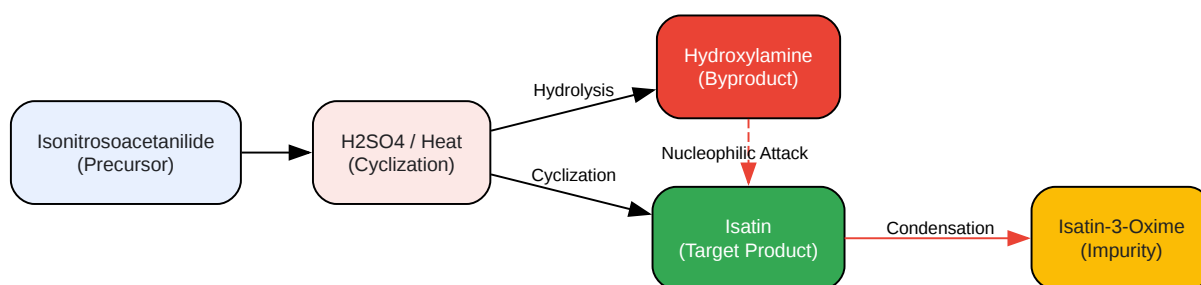 Isonitrosoacetanilide
(Precursor)
H2SO4 / Heat
(Cyclization)
Hydrolysis
Cyclization
Hydroxylamine
(Byproduct)
Nucleophilic Attack
Isatin
(Target Product)
Condensation
Isatin-3-Oxime
(Impurity)